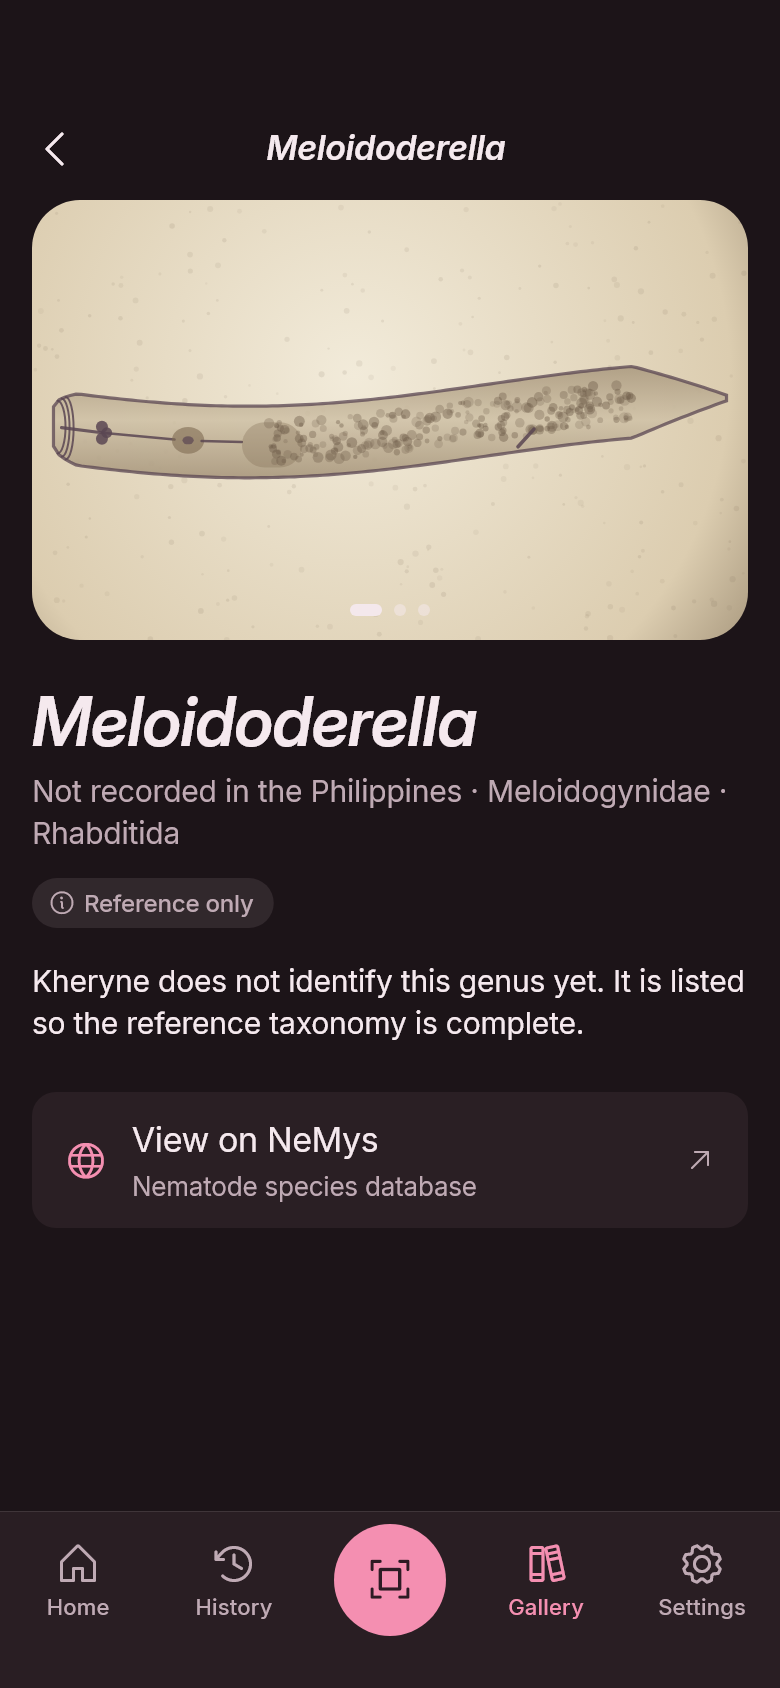 Meloidoderella
Meloidoderella
Not recorded in the Philippines · Meloidogynidae ·
Rhabditida
Reference only
Kheryne does not identify this genus yet. It is listed
so the reference taxonomy is complete.
View on NeMys
Nematode species database
Home
History
Gallery
Settings